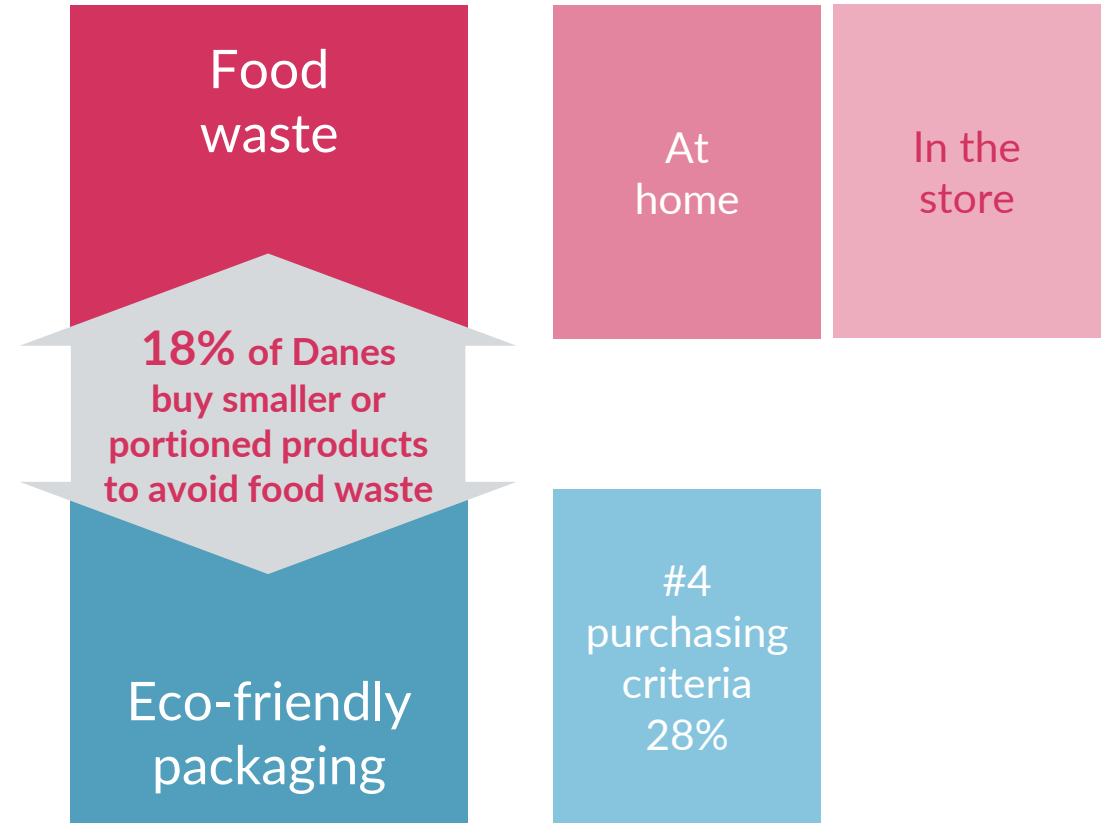 Food
waste
At
home
In the
store
18% of Danes
buy smaller or
portioned products
to avoid food waste
Eco-friendly
packaging
#4
purchasing
criteria
28%